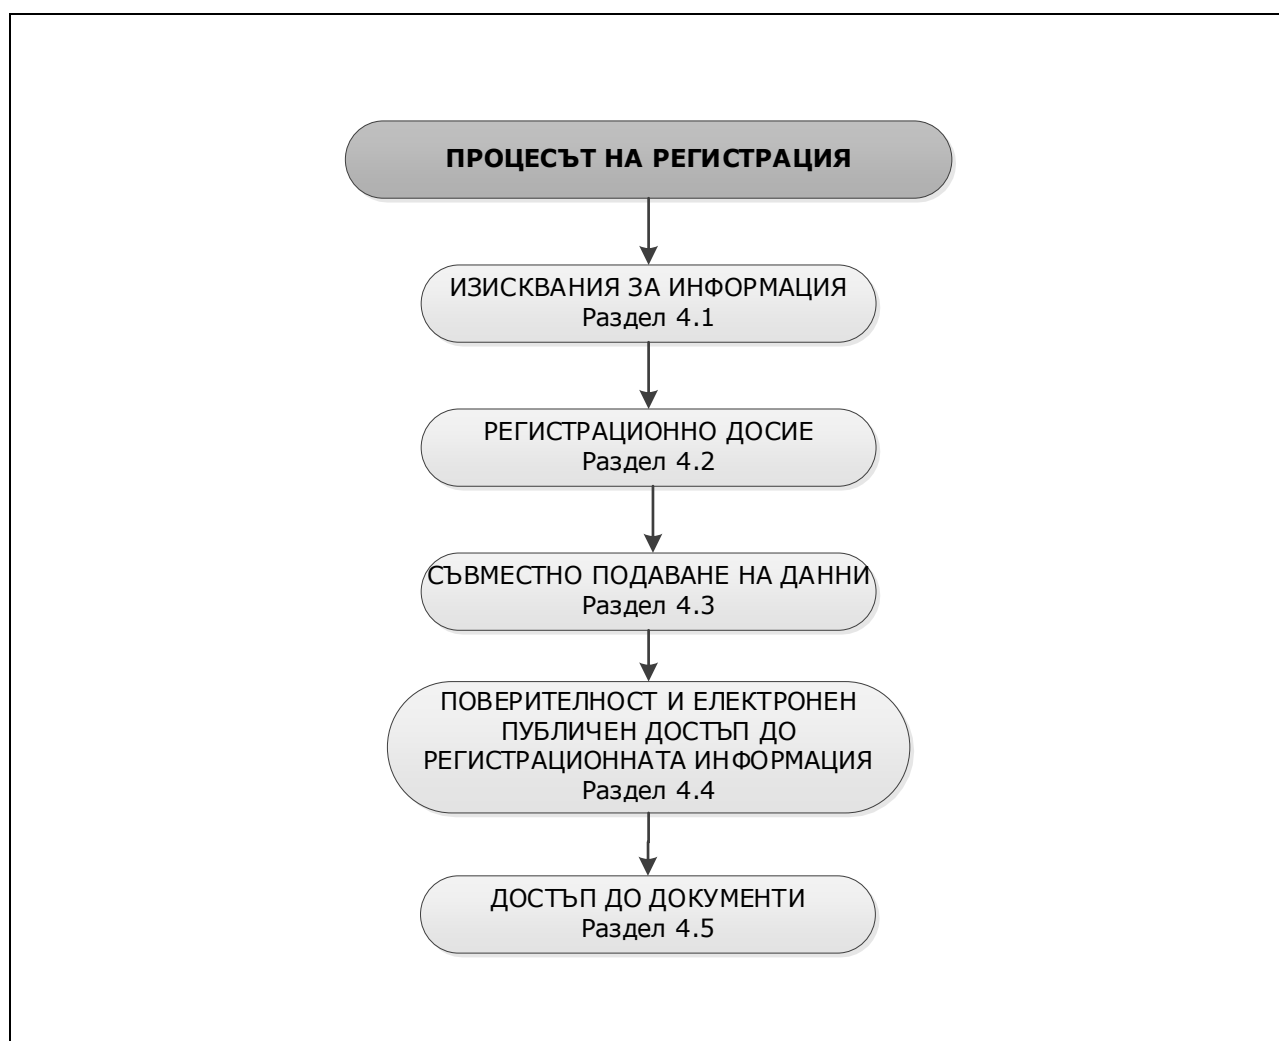 ПРОЦЕСЪТ НА РЕГИСТРАЦИЯ
ИЗИСКВАНИЯ ЗА ИНФОРМАЦИЯ
Раздел 4.1
РЕГИСТРАЦИОННО ДОСИЕ
Раздел 4.2
СЪВМЕСТНО ПОДАВАНЕ НА ДАННИ
Раздел 4.3
ПОВЕРИТЕЛНОСТ И ЕЛЕКТРОНЕН
ПУБЛИЧЕН ДОСТЪП ДО
РЕГИСТРАЦИОННАТА ИНФОРМАЦИЯ
Раздел 4.4
ДОСТЪП ДО ДОКУМЕНТИ
Раздел 4.5